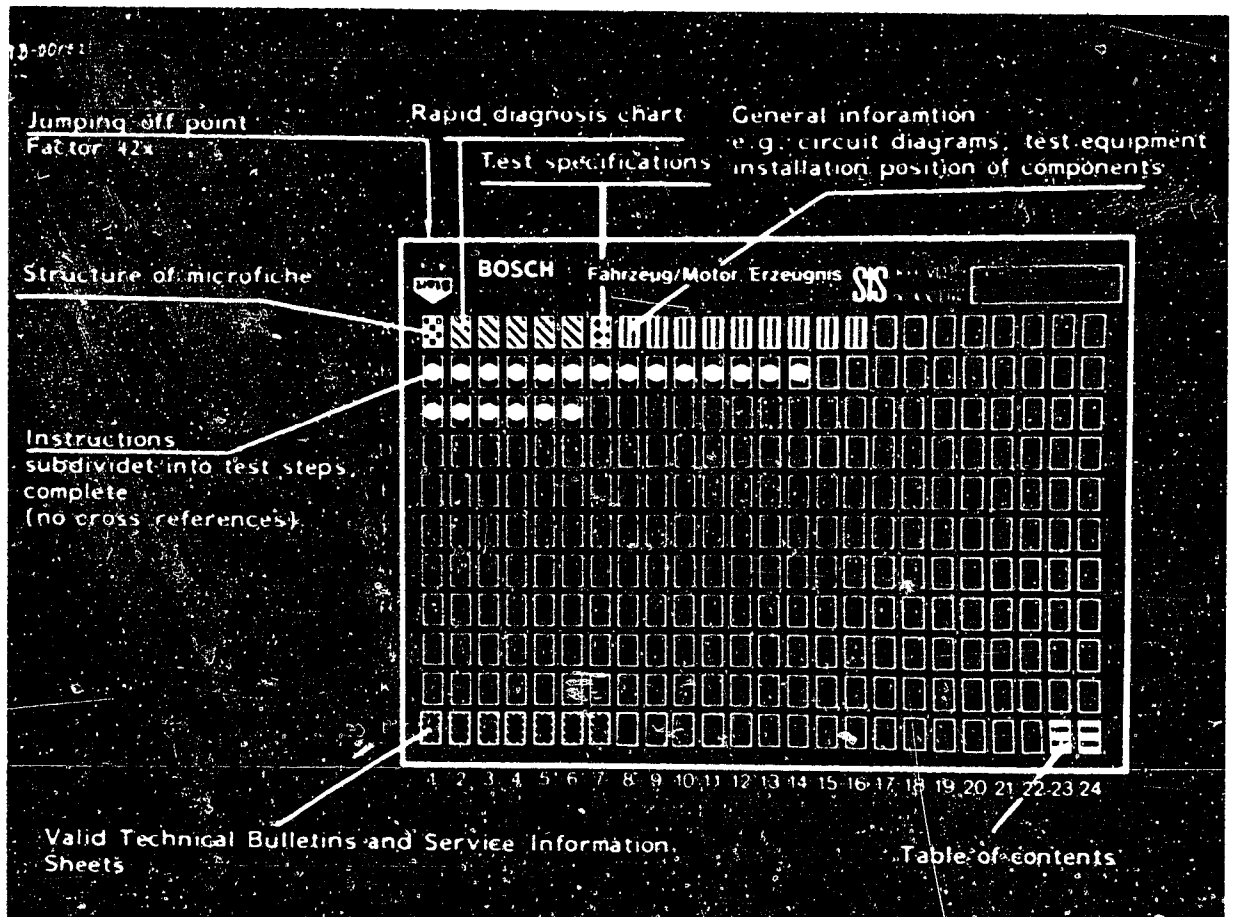 Jumping off point
Factor 42x
Rapid diagnosis chart
Test specifications
General inforamtion
e.g. circuit diagrams, test equipment
installation position of components
Structure of microfiche
BOSCH Fahrzeug/Motor Erzeugnis SIS
Instructions
subdividet into test steps,
complete
(no cross references)
1 2 3 4 5 6 7 8 9 10 11 12 13 14 15 16 17 18 19 20 21 22 23 24
Valid Technical Bulletins and Service Information
Sheets
Table of contents